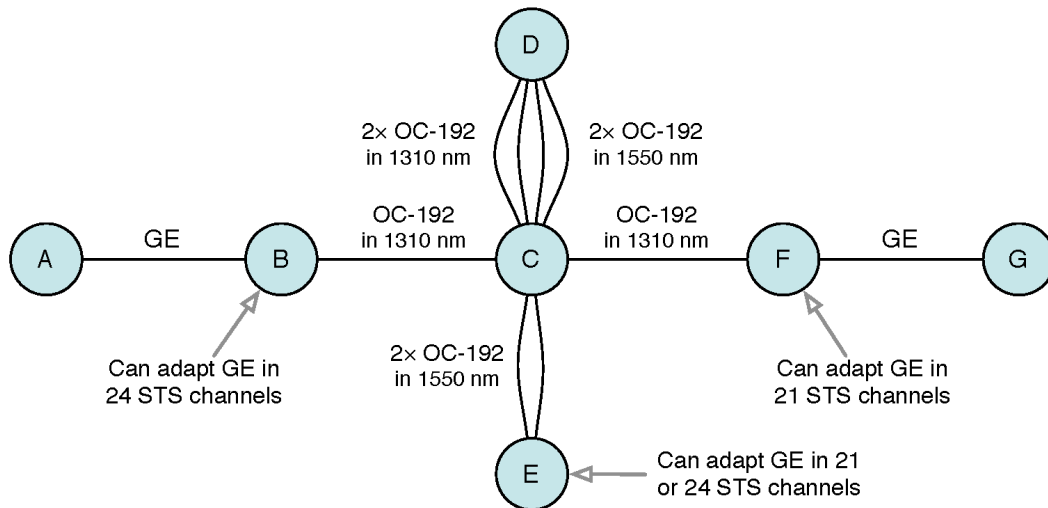 D
2× OC-192
in 1310 nm
2× OC-192
in 1550 nm
OC-192
in 1310 nm
OC-192
in 1310 nm
A
GE
B
C
F
GE
G
Can adapt GE in
24 STS channels
2× OC-192
in 1550 nm
Can adapt GE in
21 STS channels
E
Can adapt GE in 21
or 24 STS channels